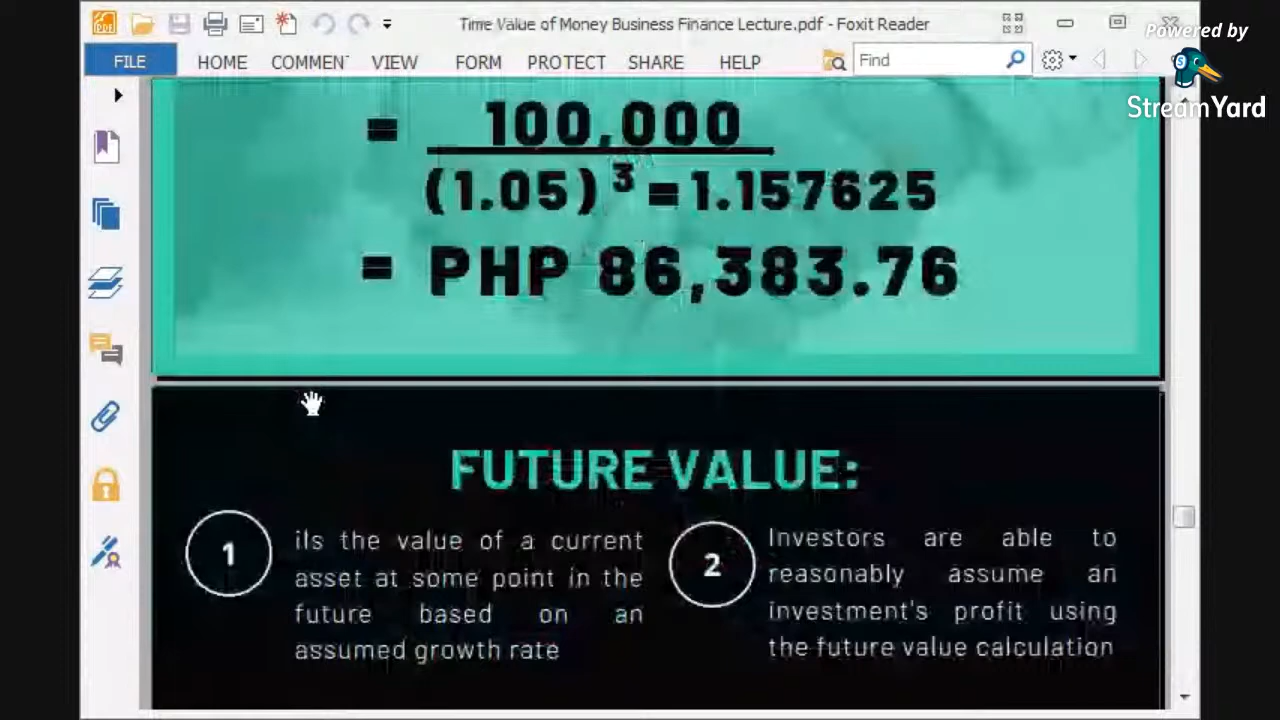 Time Value of Money Business Finance Lecture.pdf - Foxit Reader
Powered by
StreamYard
FILE HOME COMMEN VIEW FORM PROTECT SHARE HELP Find
= 100,000
(1.05)³ = 1.157625
= PHP 86,383.76
FUTURE VALUE:
1
iIs the value of a current
asset at some point in the
future based on an
assumed growth rate
2
Investors are able to
reasonably assume an
investment's profit using
the future value calculation